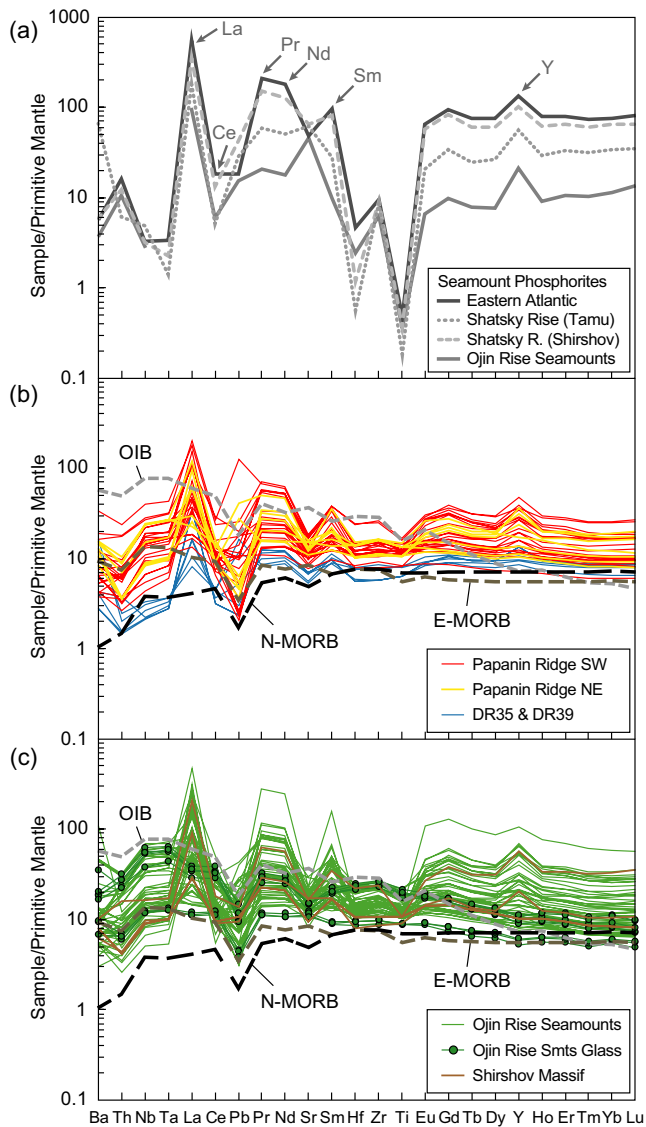 (a)
1000
100
10
1
0.1
Sample/Primitive Mantle
La
Ce
Pr
Nd
Sm
Y
Seamount Phosphorites
Eastern Atlantic
Shatsky Rise (Tamu)
Shatsky R. (Shirshov)
Ojin Rise Seamounts
(b)
100
10
1
0.1
Sample/Primitive Mantle
OIB
N-MORB
E-MORB
Papanin Ridge SW
Papanin Ridge NE
DR35 & DR39
(c)
100
10
1
0.1
Sample/Primitive Mantle
OIB
N-MORB
E-MORB
Ojin Rise Seamounts
Ojin Rise Smts Glass
Shirshov Massif
Ba Th Nb Ta La Ce Pb Pr Nd Sr Sm Hf Zr Ti Eu Gd Tb Dy Y Ho Er Tm Yb Lu